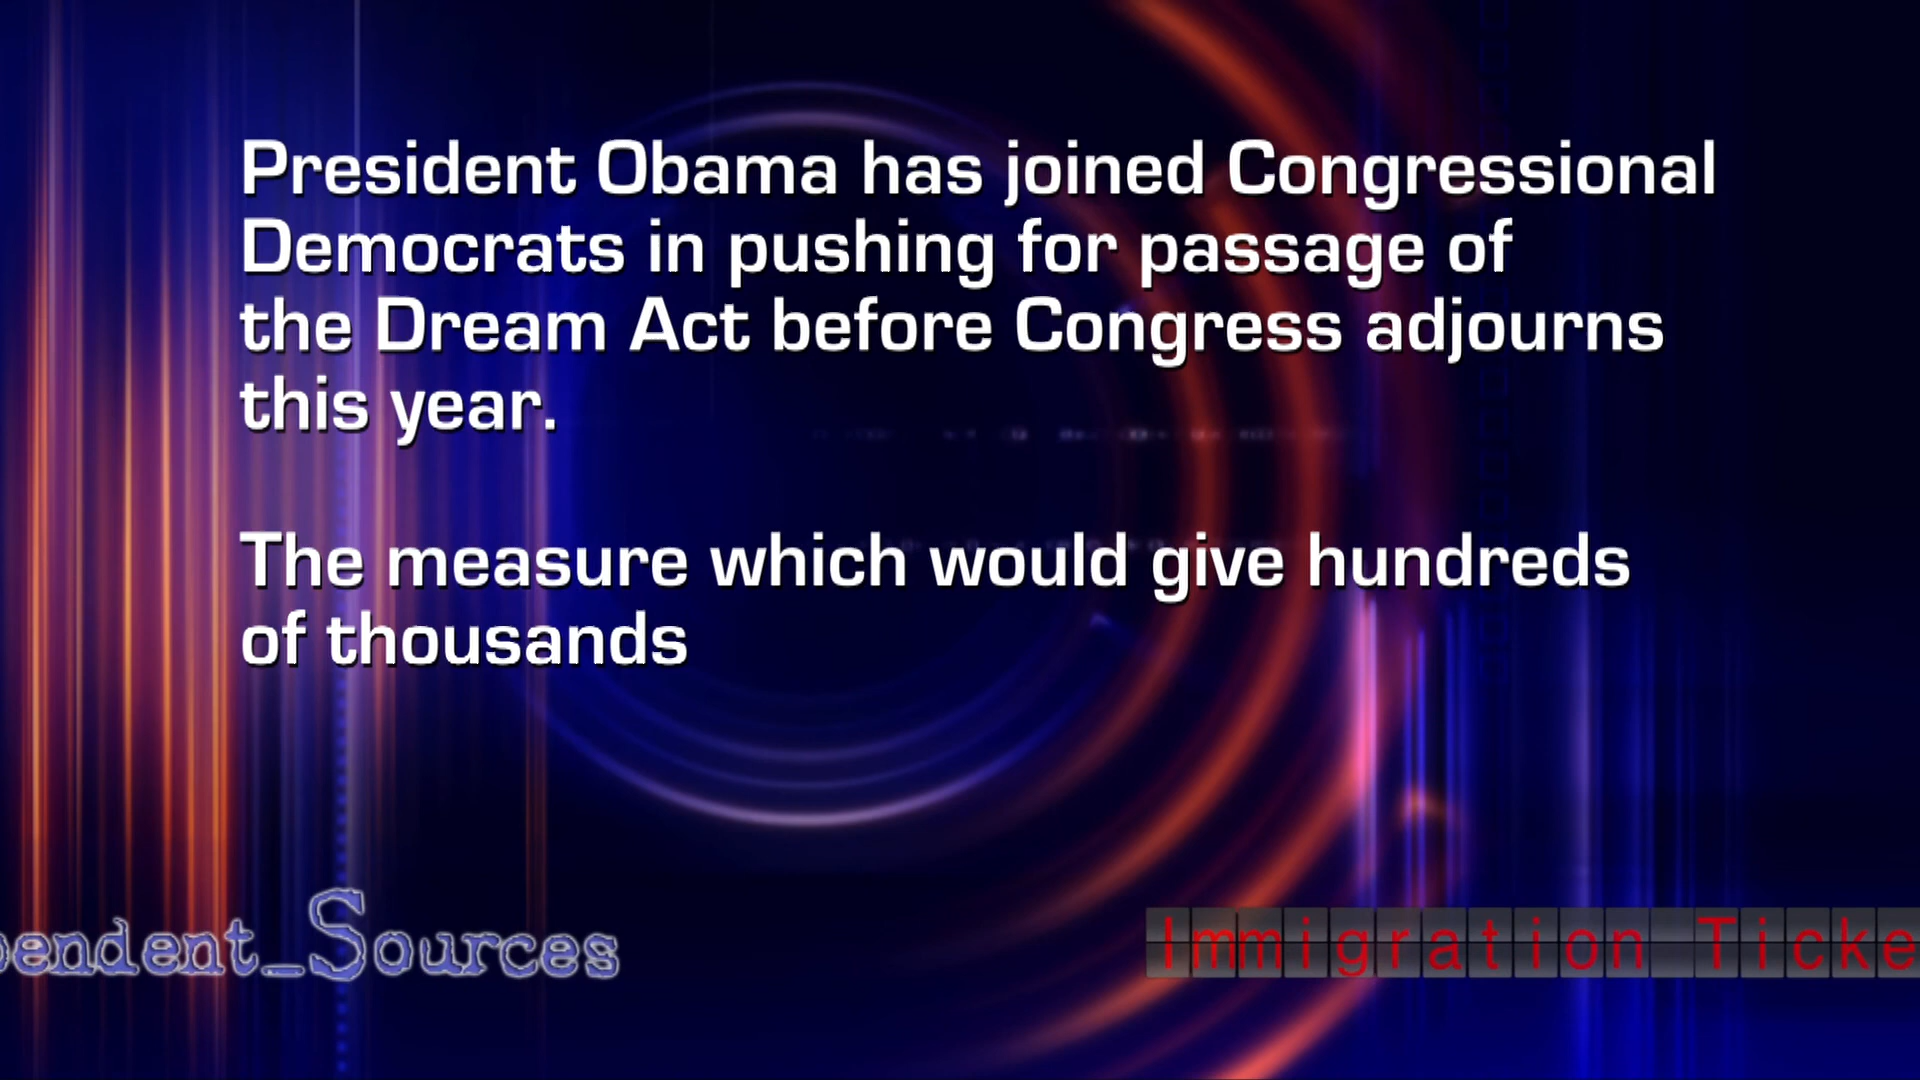 President Obama has joined Congressional
Democrats in pushing for passage of
the Dream Act before Congress adjourns
this year.
The measure which would give hundreds
of thousands
pendent_Sources
Immigration Ticke